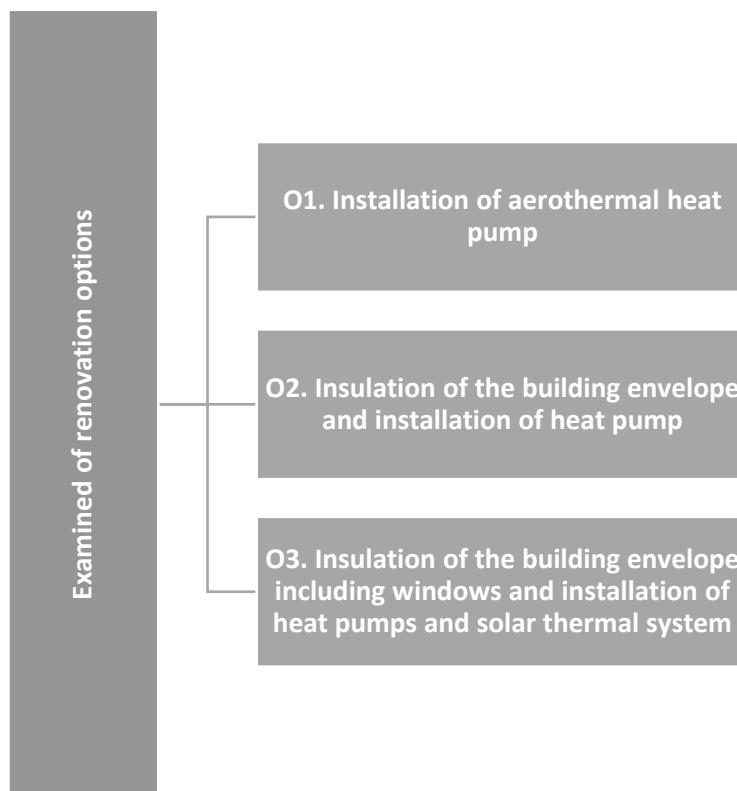 Examined of renovation options
O1. Installation of aerothermal heat
pump
O2. Insulation of the building envelope
and installation of heat pump
O3. Insulation of the building envelope
including windows and installation of
heat pumps and solar thermal system